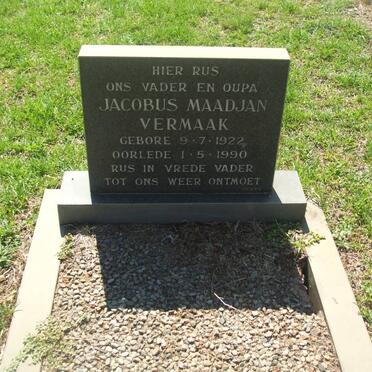 HIER RUS
ONS VADER EN OUPA
JACOBUS MAADJAN
VERMAAK
GEBORE 9-7-1922
OORLEDE 1-5-1990
RUS IN VREDE VADER
TOT ONS WEER ONTMOET